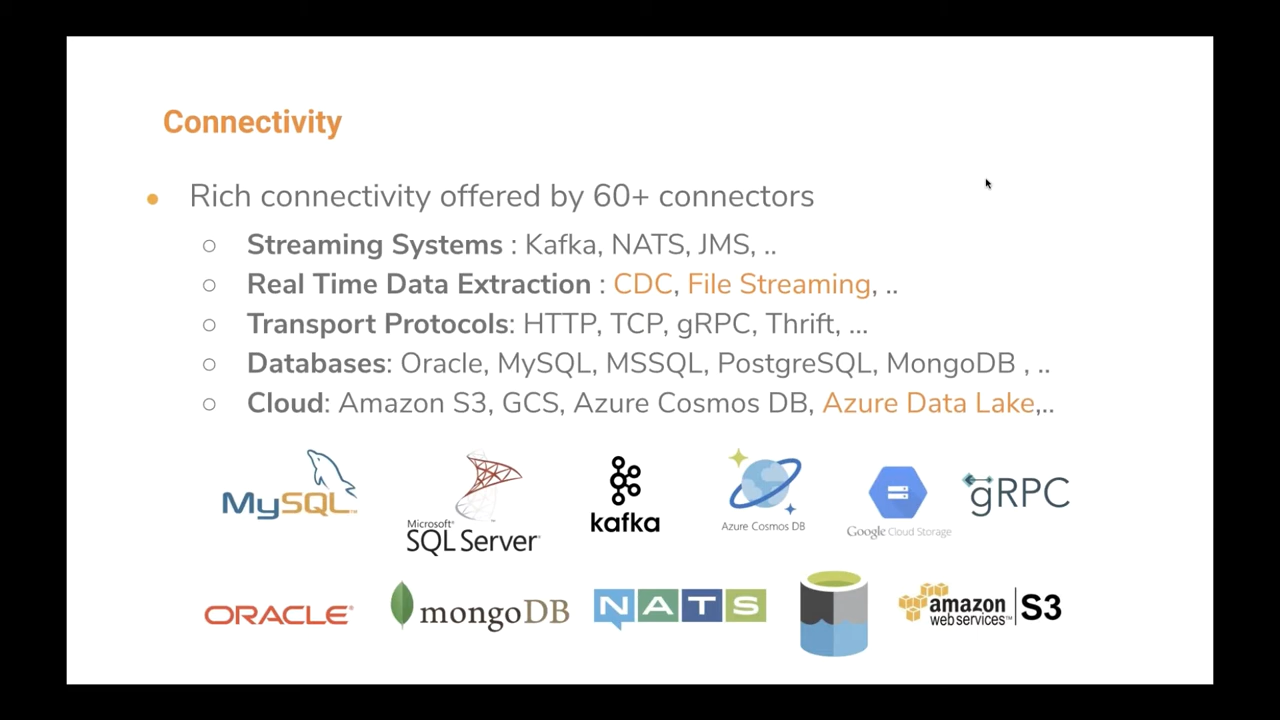 Connectivity
Rich connectivity offered by 60+ connectors
Streaming Systems : Kafka, NATS, JMS, ..
Real Time Data Extraction : CDC, File Streaming, ..
Transport Protocols: HTTP, TCP, gRPC, Thrift, ...
Databases: Oracle, MySQL, MSSQL, PostgreSQL, MongoDB , ..
Cloud: Amazon S3, GCS, Azure Cosmos DB, Azure Data Lake,..
MySQL™
Microsoft®
SQL Server®
kafka
Azure Cosmos DB
Google Cloud Storage
gRPC
ORACLE®
mongoDB
NATS
amazon
web services™
S3